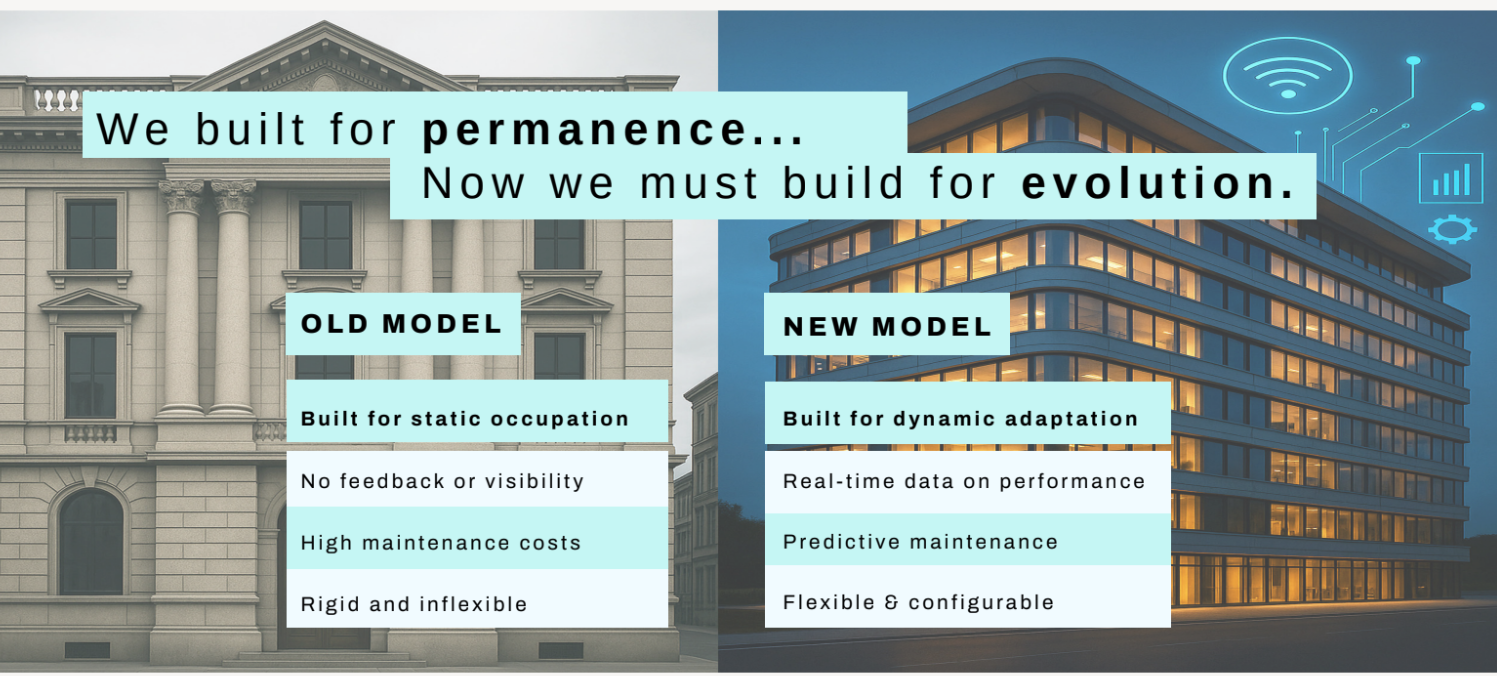 We built for permanence...
Now we must build for evolution.
OLD MODEL
Built for static occupation
No feedback or visibility
High maintenance costs
Rigid and inflexible
NEW MODEL
Built for dynamic adaptation
Real-time data on performance
Predictive maintenance
Flexible & configurable